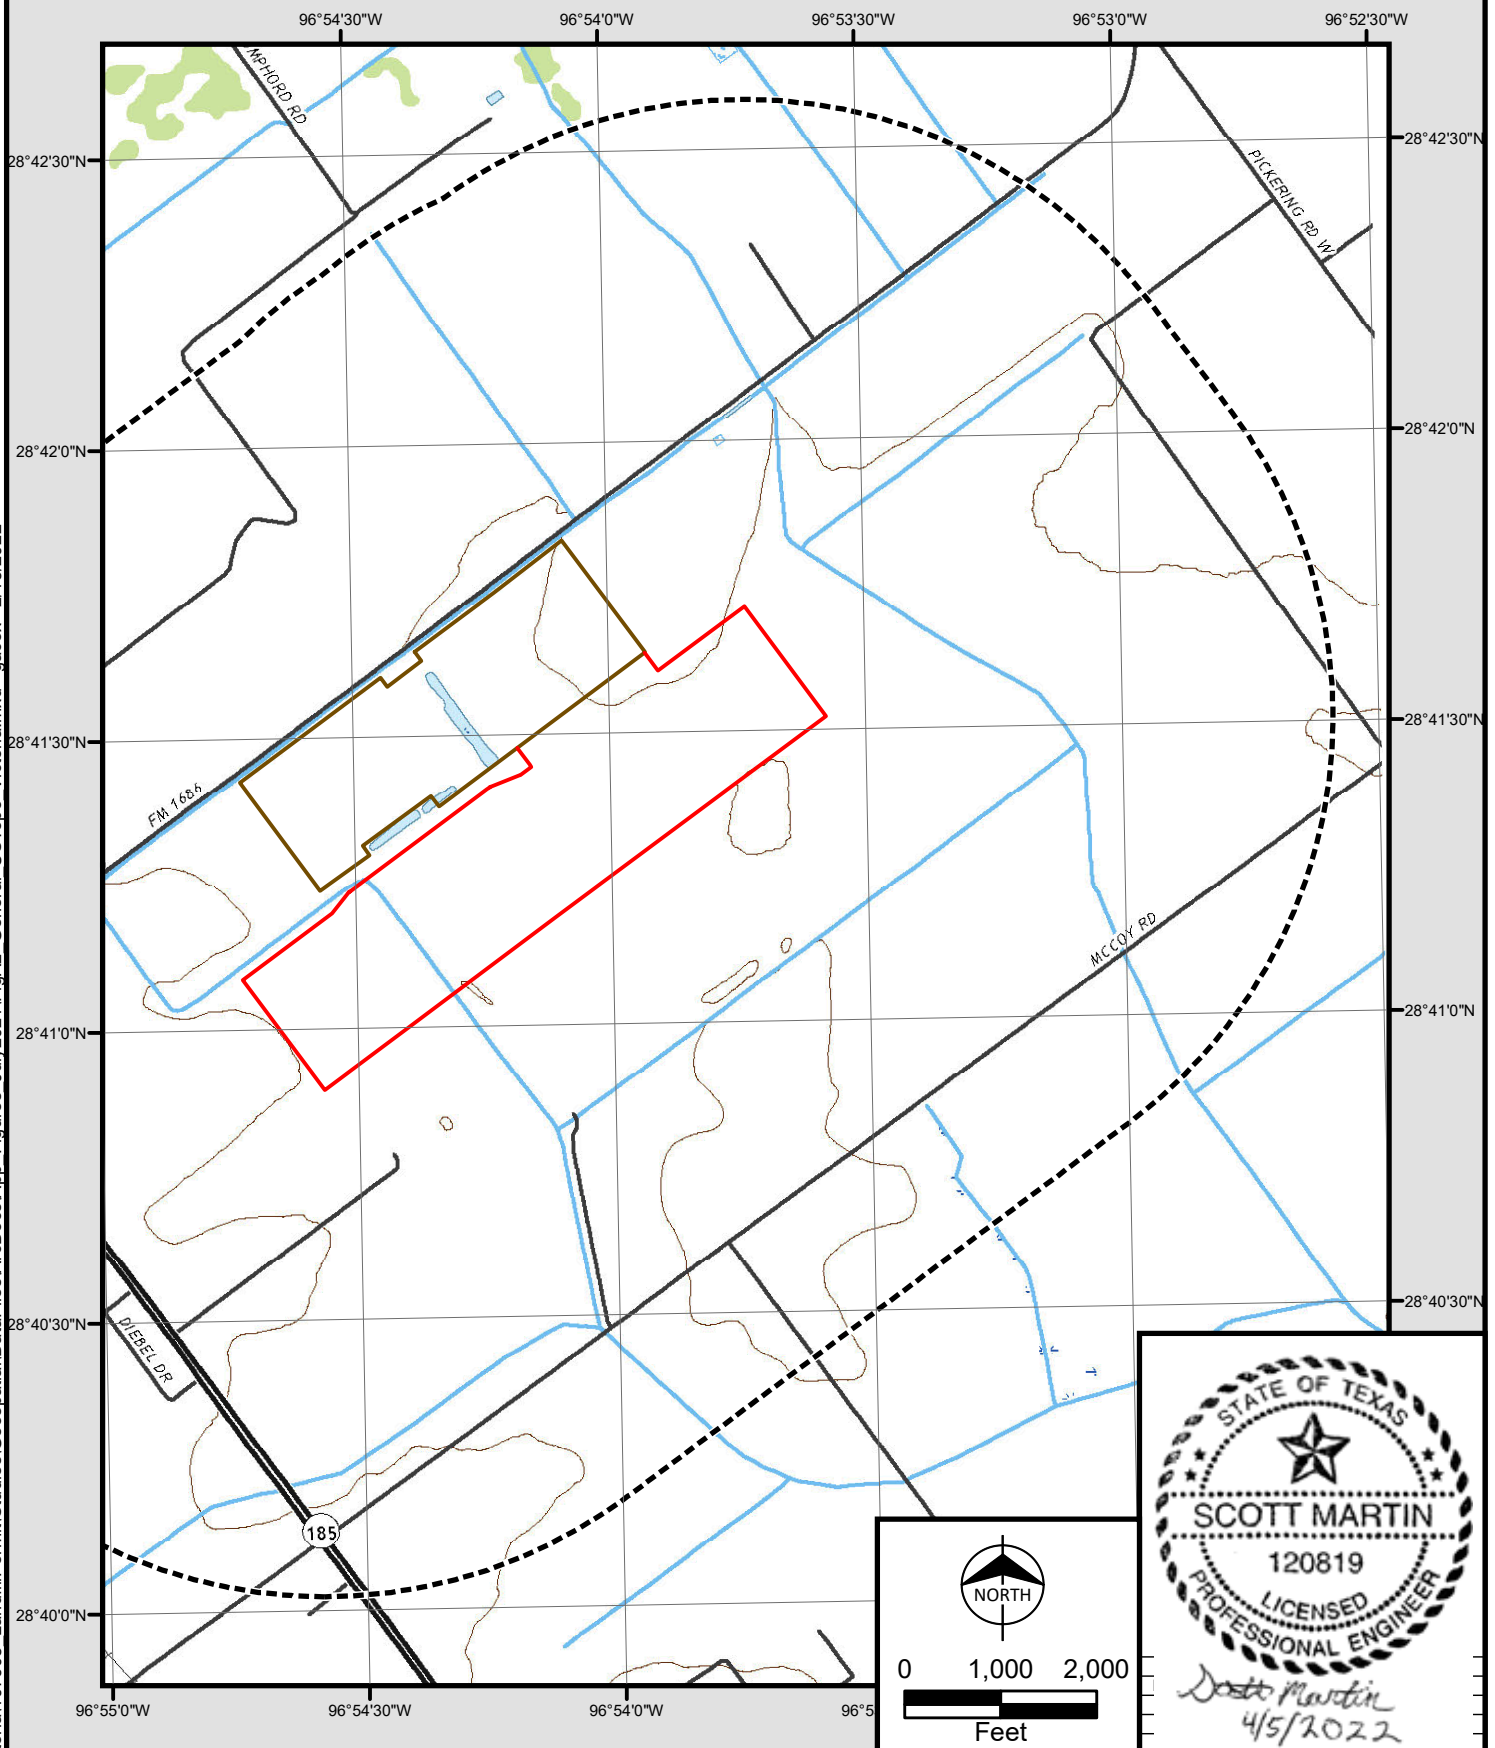 96°54'30"W 96°54'0"W 96°53'30"W 96°53'0"W 96°52'30"W
MPHORD RD
28°42'30"N 28°42'30"N
PICKERING RD W
28°42'0"N 28°42'0"N
28°41'30"N 28°41'30"N
FM 1686
MCCOY RD
28°41'0"N 28°41'0"N
28°40'30"N 28°40'30"N
DIEBEL DR
185
28°40'0"N
96°55'0"W 96°54'30"W 96°54'0"W 96°5
NORTH
0 1,000 2,000
Feet
STATE OF TEXAS
SCOTT MARTIN
120819
LICENSED
PROFESSIONAL ENGINEER
Scott Martin
4/5/2022